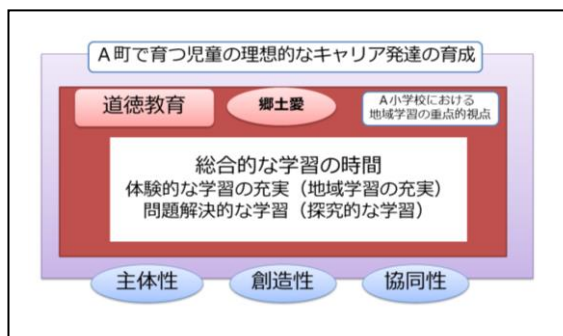 A町で育つ児童の理想的なキャリア発達の育成
道徳教育
郷土愛
A小学校における
地域学習の重点的視点
総合的な学習の時間
体験的な学習の充実（地域学習の充実）
問題解決的な学習（探究的な学習）
主体性
創造性
協同性